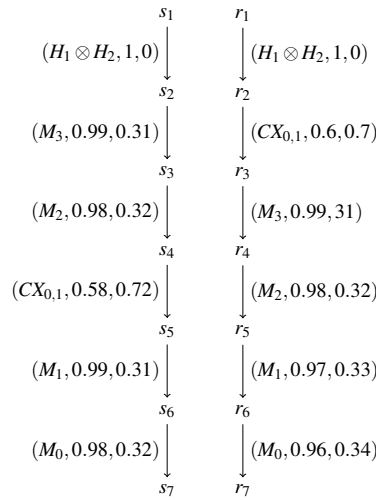 s₁ r₁
(H₁ ⊗ H₂, 1, 0) (H₁ ⊗ H₂, 1, 0)
s₂ r₂
(M₃, 0.99, 0.31) (CX₀,₁, 0.6, 0.7)
s₃ r₃
(M₂, 0.98, 0.32) (M₃, 0.99, 31)
s₄ r₄
(CX₀,₁, 0.58, 0.72) (M₂, 0.98, 0.32)
s₅ r₅
(M₁, 0.99, 0.31) (M₁, 0.97, 0.33)
s₆ r₆
(M₀, 0.98, 0.32) (M₀, 0.96, 0.34)
s₇ r₇